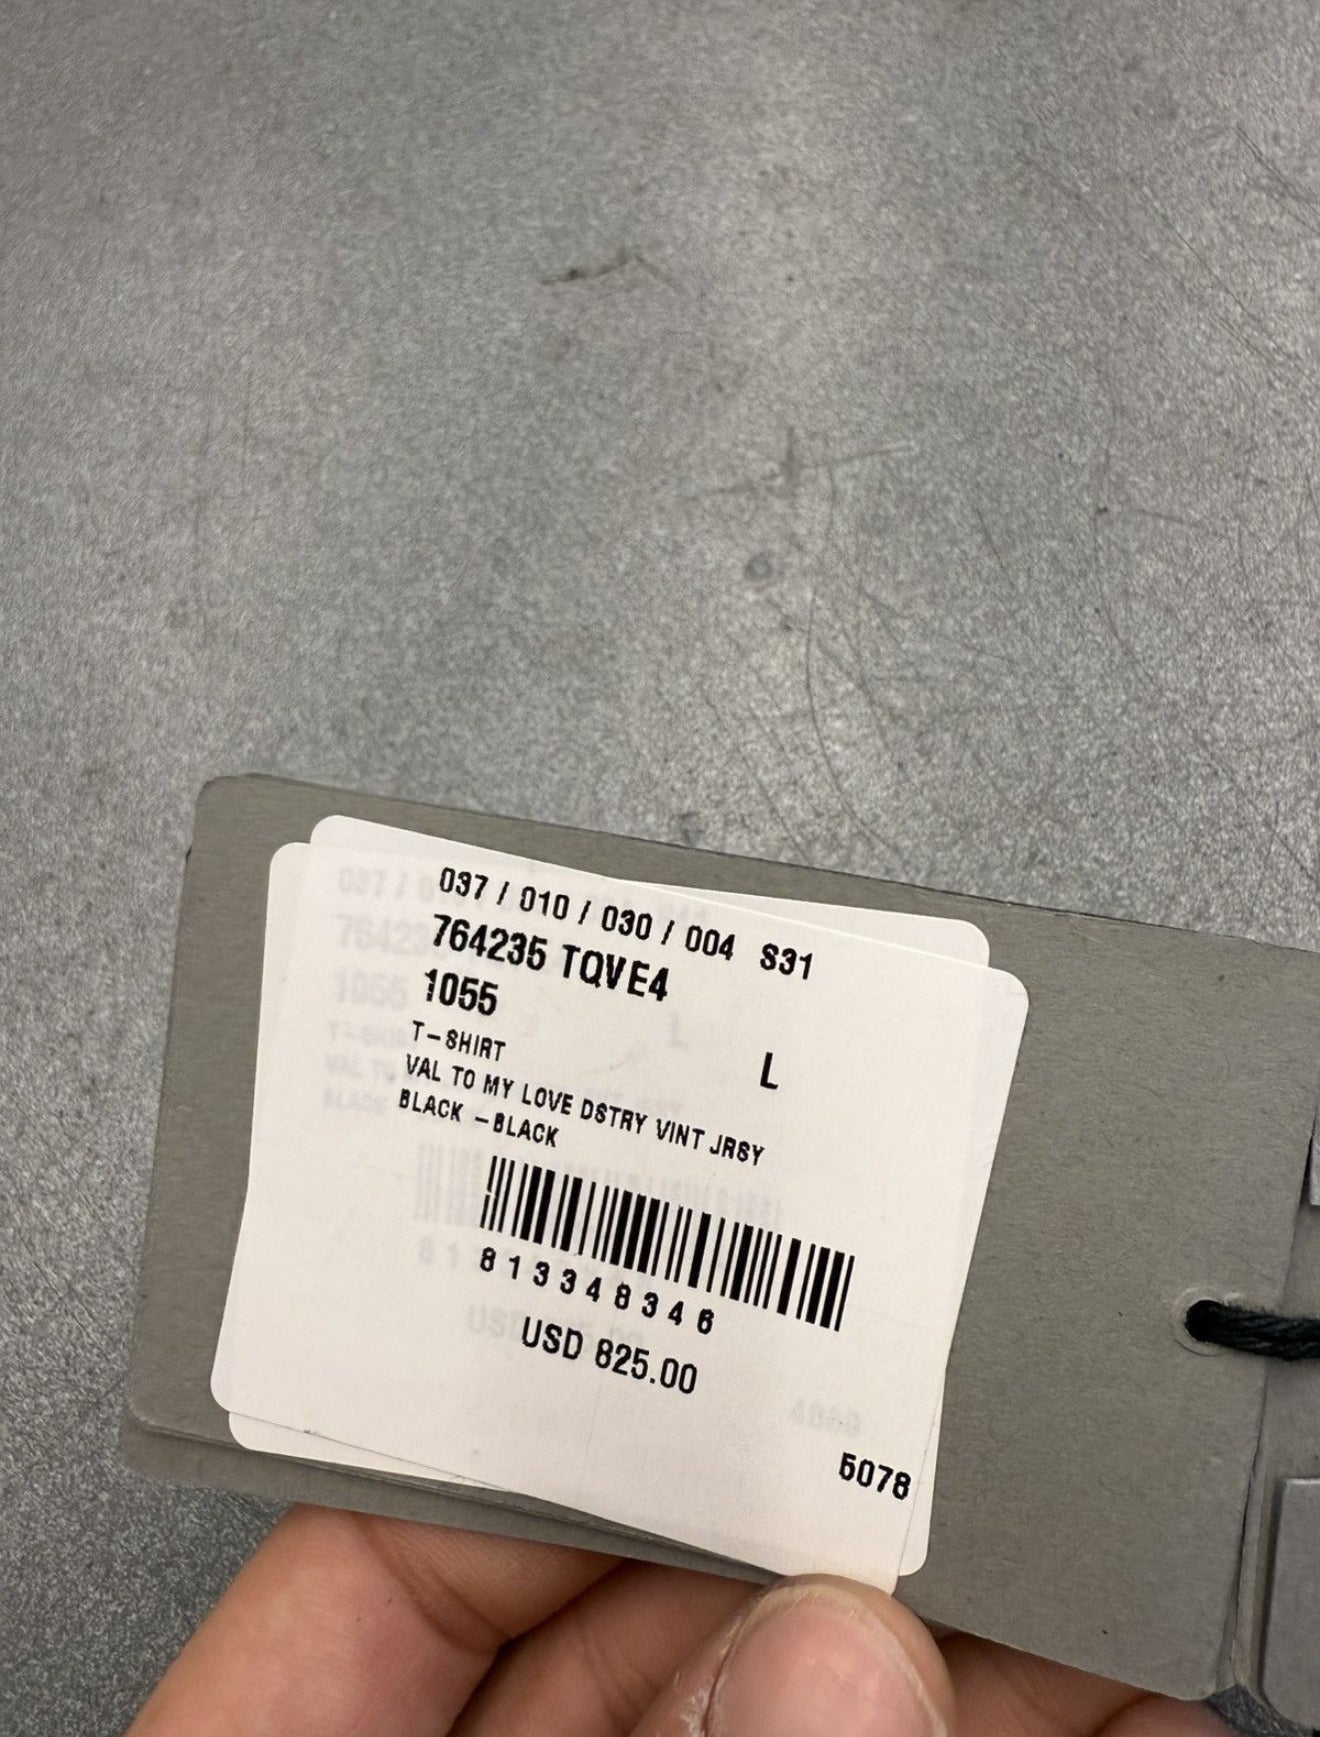 037 / 010 / 030 / 004 S31
764235 TQVE4
1055
T-SHIRT
L
VAL TO MY LOVE DSTRY VINT JRSY
BLACK -BLACK
813348346
USD 825.00
5078